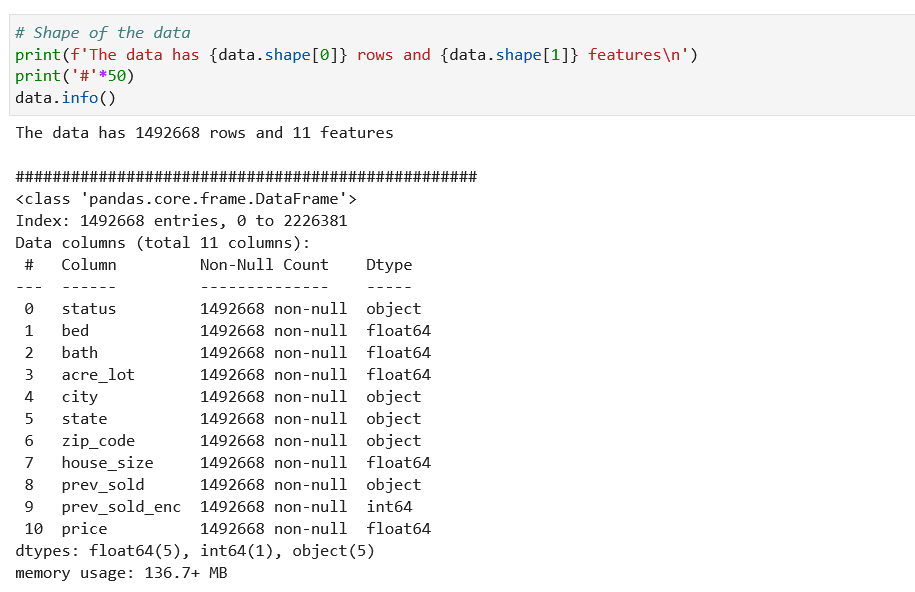 # Shape of the data
print(f'The data has {data.shape[0]} rows and {data.shape[1]} features\n')
print('#'*50)
data.info()
The data has 1492668 rows and 11 features
##################################################
<class 'pandas.core.frame.DataFrame'>
Index: 1492668 entries, 0 to 2226381
Data columns (total 11 columns):
 #   Column         Non-Null Count    Dtype
---  ------         --------------    -----
 0   status         1492668 non-null  object
 1   bed            1492668 non-null  float64
 2   bath           1492668 non-null  float64
 3   acre_lot       1492668 non-null  float64
 4   city           1492668 non-null  object
 5   state          1492668 non-null  object
 6   zip_code       1492668 non-null  object
 7   house_size     1492668 non-null  float64
 8   prev_sold      1492668 non-null  object
 9   prev_sold_enc  1492668 non-null  int64
 10  price          1492668 non-null  float64
dtypes: float64(5), int64(1), object(5)
memory usage: 136.7+ MB